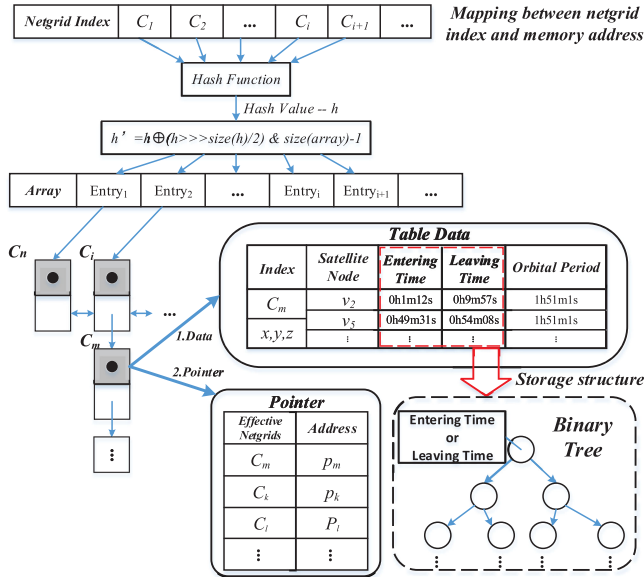 Netgrid Index C1 C2 ... Ci Ci+1 ...
Mapping between netgrid
index and memory address
Hash Function
Hash Value -- h
h’ =h⊕(h>>>size(h)/2) & size(array)-1
Array Entry1 Entry2 ... Entryi Entryi+1 ...
Cn Ci
...
Cm
⋮
1.Data
2.Pointer
Table Data
Index Satellite Node Entering Time Leaving Time Orbital Period
Cm v2 0h1m12s 0h9m57s 1h51m1s
x,y,z v5 0h49m31s 0h54m08s 1h51m1s
⋮ ⋮ ⋮ ⋮
Storage structure
Pointer
Effective Netgrids Address
Cm pm
Ck pk
Cl Pl
⋮ ⋮
Entering Time
or
Leaving Time
Binary
Tree
⋮ ⋮ ⋮ ⋮